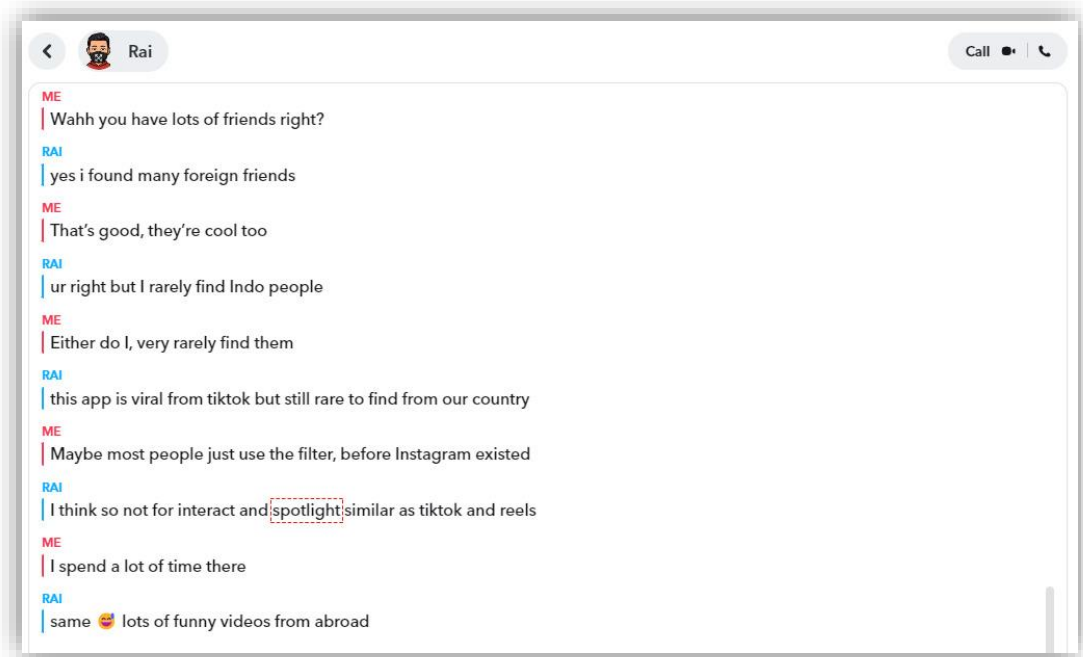 Rai
Call
ME
Wahh you have lots of friends right?
RAI
yes i found many foreign friends
ME
That's good, they're cool too
RAI
ur right but I rarely find Indo people
ME
Either do I, very rarely find them
RAI
this app is viral from tiktok but still rare to find from our country
ME
Maybe most people just use the filter, before Instagram existed
RAI
I think so not for interact and spotlight similar as tiktok and reels
ME
I spend a lot of time there
RAI
same 😅 lots of funny videos from abroad